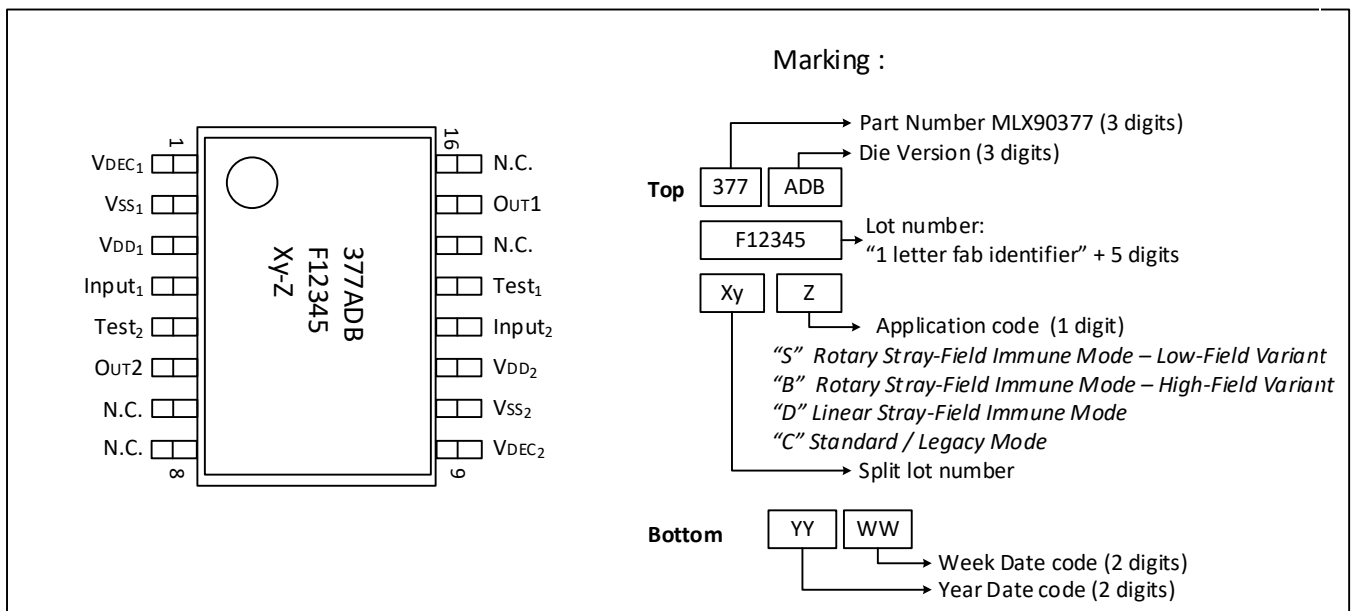 Marking :
1
16
VDEC1
VSS1
VDD1
Input1
Test2
OUT2
N.C.
N.C.
8
377ADB
F12345
Xy-Z
N.C.
OUT1
N.C.
Test1
Input2
VDD2
VSS2
VDEC2
9
Part Number MLX90377 (3 digits)
Die Version (3 digits)
Top 377 ADB
F12345
Lot number:
“1 letter fab identifier” + 5 digits
Xy Z
Application code (1 digit)
“S” Rotary Stray-Field Immune Mode – Low-Field Variant
“B” Rotary Stray-Field Immune Mode – High-Field Variant
“D” Linear Stray-Field Immune Mode
“C” Standard / Legacy Mode
Split lot number
Bottom YY WW
Week Date code (2 digits)
Year Date code (2 digits)